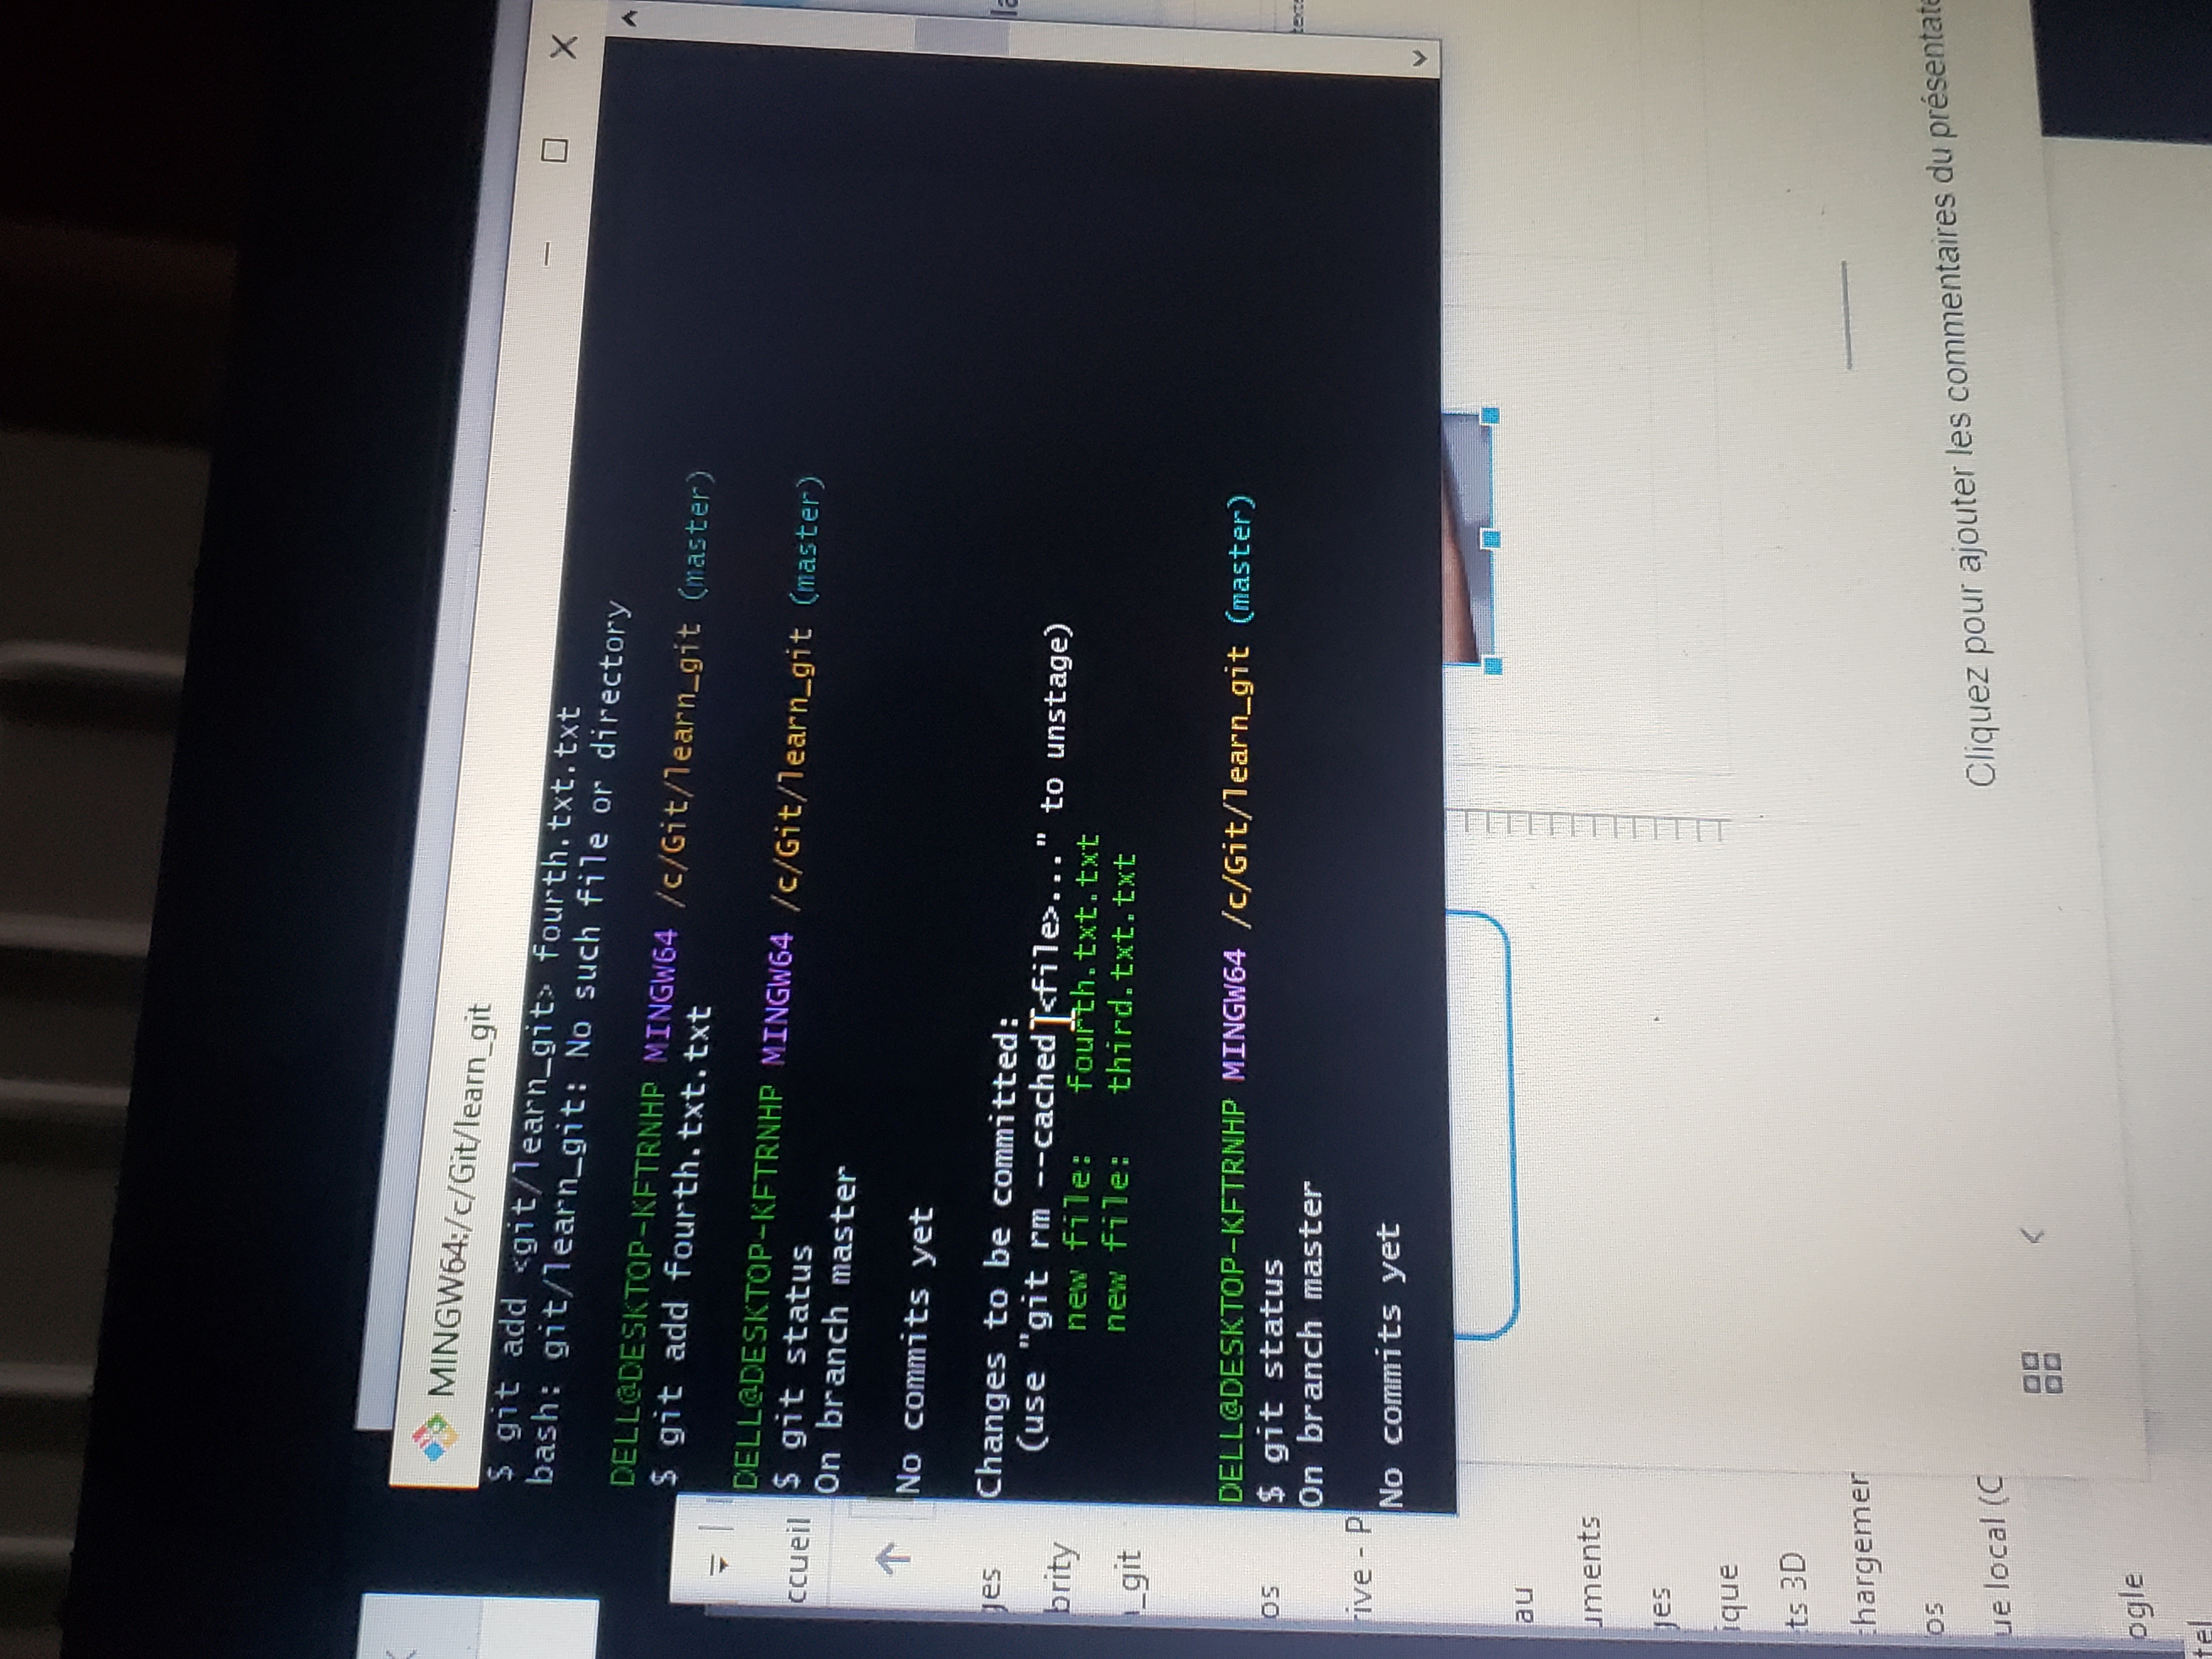 MINGW64:/c/Git/learn_git
$ git add <git/learn_git> fourth.txt.txt
bash: git/learn_git: No such file or directory
DELL@DESKTOP-KFTRNHP MINGW64 /c/Git/learn_git (master)
$ git add fourth.txt.txt
DELL@DESKTOP-KFTRNHP MINGW64 /c/Git/learn_git (master)
$ git status
On branch master
No commits yet
Changes to be committed:
(use "git rm --cached <file>..." to unstage)
new file: fourth.txt.txt
new file: third.txt.txt
DELL@DESKTOP-KFTRNHP MINGW64 /c/Git/learn_git (master)
$ git status
On branch master
No commits yet
ccueil
ges
brity
_git
os
rive - P
au
uments
ges
ique
ts 3D
chargemer
os
ue local (C
ogle
tel
Cliquez pour ajouter les commentaires du présentate